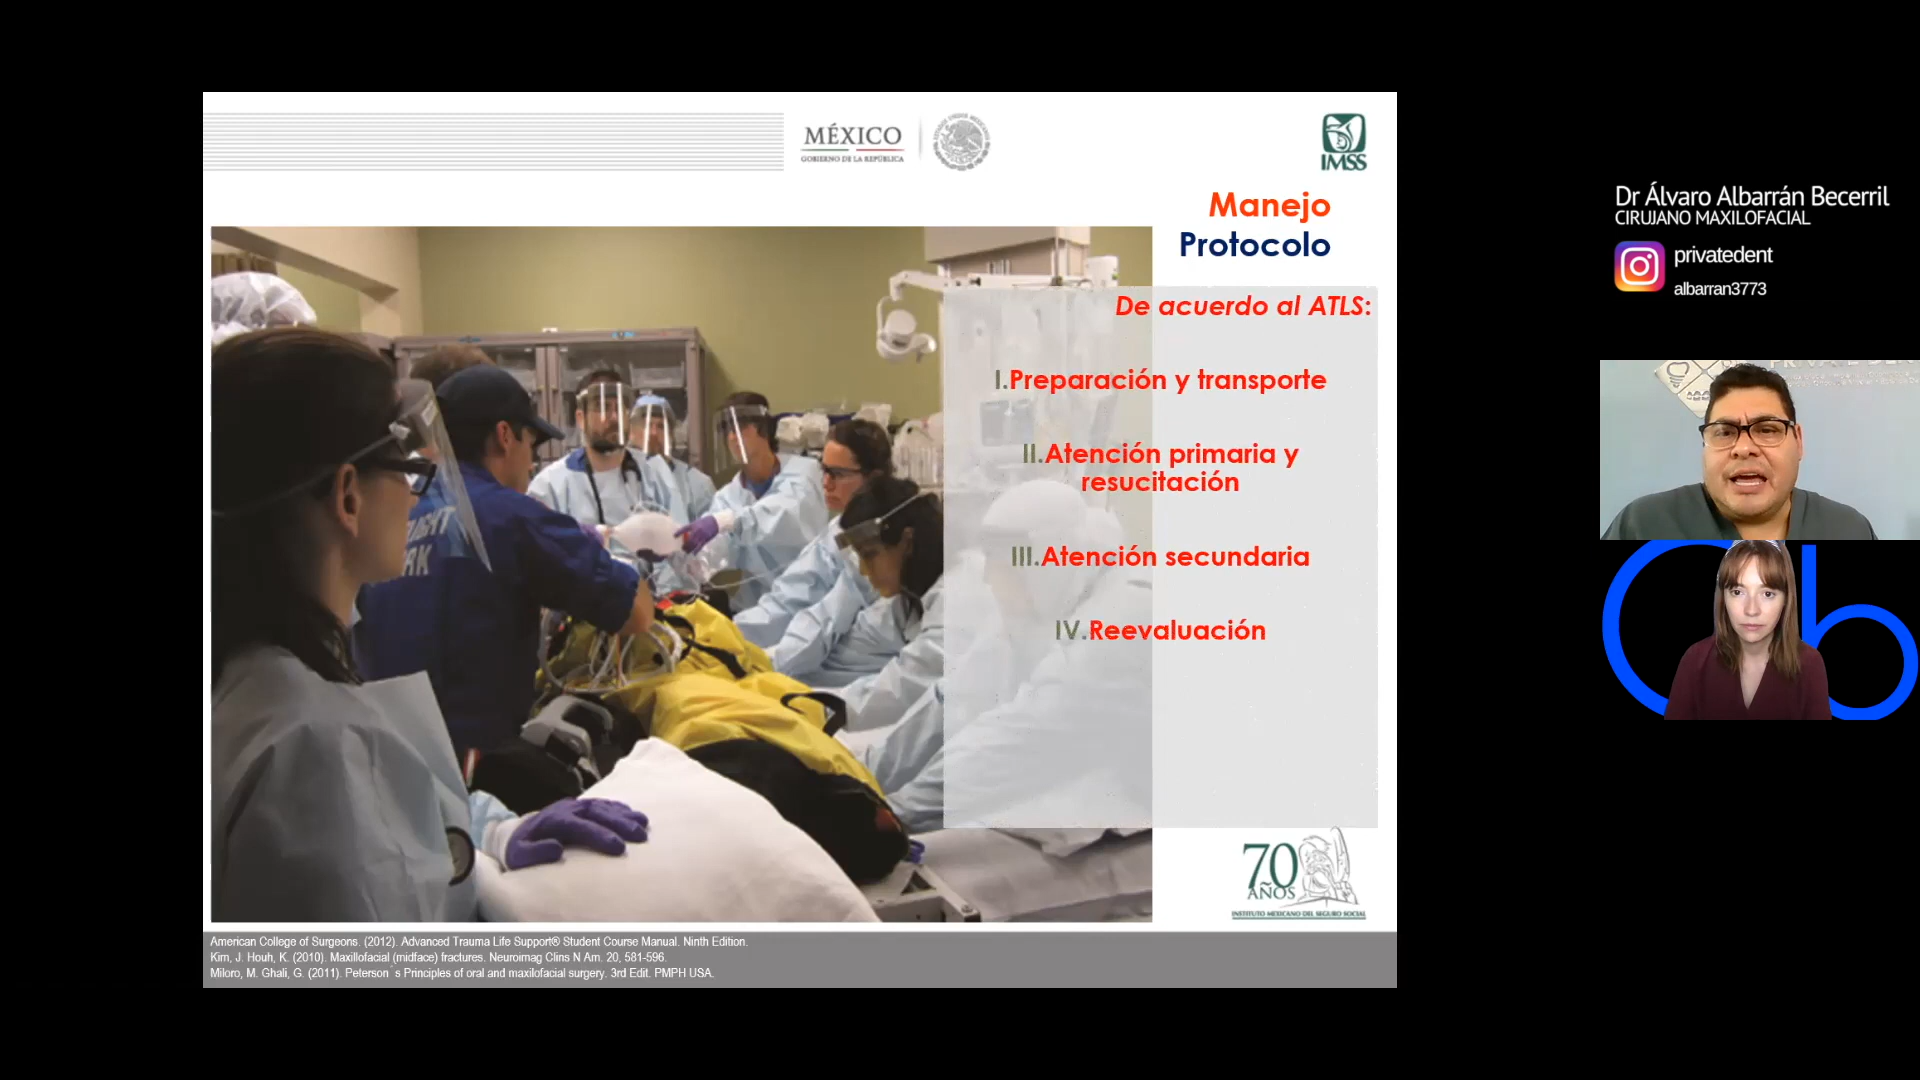 MÉXICO
GOBIERNO DE LA REPÚBLICA
IMSS
Manejo
Protocolo
De acuerdo al ATLS:
I.Preparación y transporte
II.Atención primaria y
resucitación
III.Atención secundaria
IV.Reevaluación
FLIGHT
70
AÑOS
INSTITUTO MEXICANO DEL SEGURO SOCIAL
American College of Surgeons. (2012). Advanced Trauma Life Support® Student Course Manual. Ninth Edition.
Kim, J. Houh, K. (2010). Maxillofacial (midface) fractures. Neuroimag Clins N Am. 20, 581-596.
Miloro, M. Ghali, G. (2011). Peterson´s Principles of oral and maxilofacial surgery. 3rd Edit. PMPH USA.
Dr Álvaro Albarrán Becerril
CIRUJANO MAXILOFACIAL
privatedent
albarran3773